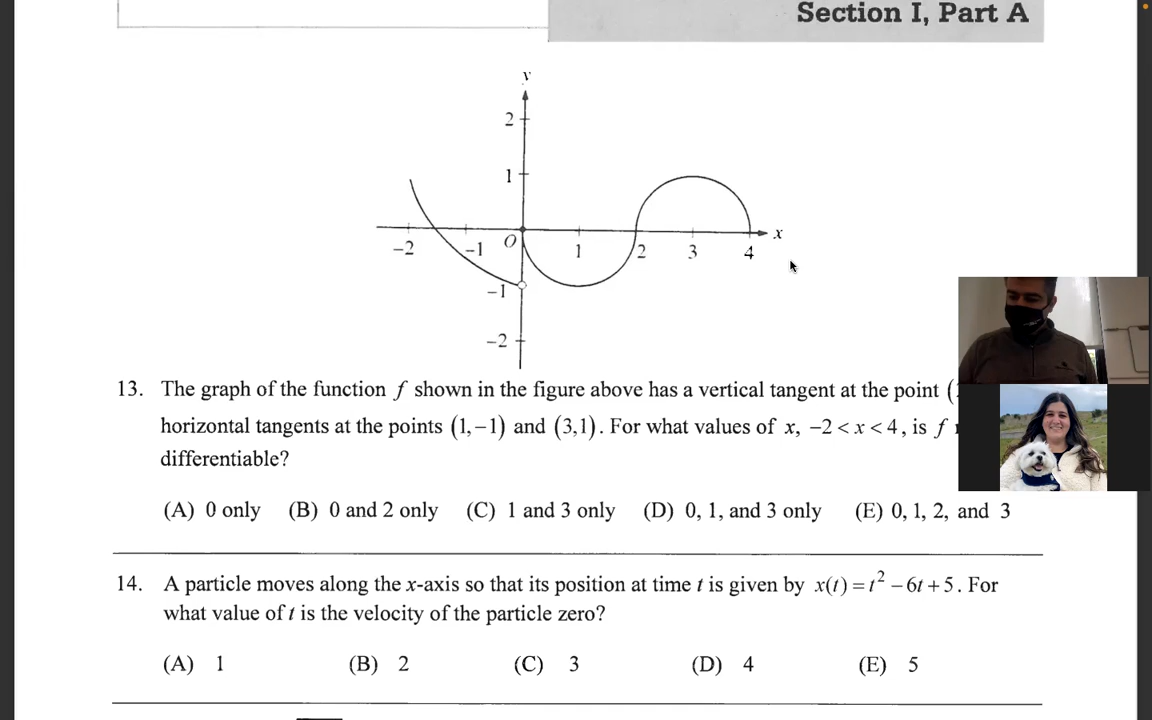 Section I, Part A
y
2
1
-2
-1
O
1
2
3
4
x
-1
-2
13. The graph of the function f shown in the figure above has a vertical tangent at the point (
horizontal tangents at the points (1,-1) and (3,1). For what values of x, -2 < x < 4, is f
differentiable?
(A) 0 only (B) 0 and 2 only (C) 1 and 3 only (D) 0, 1, and 3 only (E) 0, 1, 2, and 3
14. A particle moves along the x-axis so that its position at time t is given by x(t) = t² - 6t + 5. For
what value of t is the velocity of the particle zero?
(A) 1 (B) 2 (C) 3 (D) 4 (E) 5